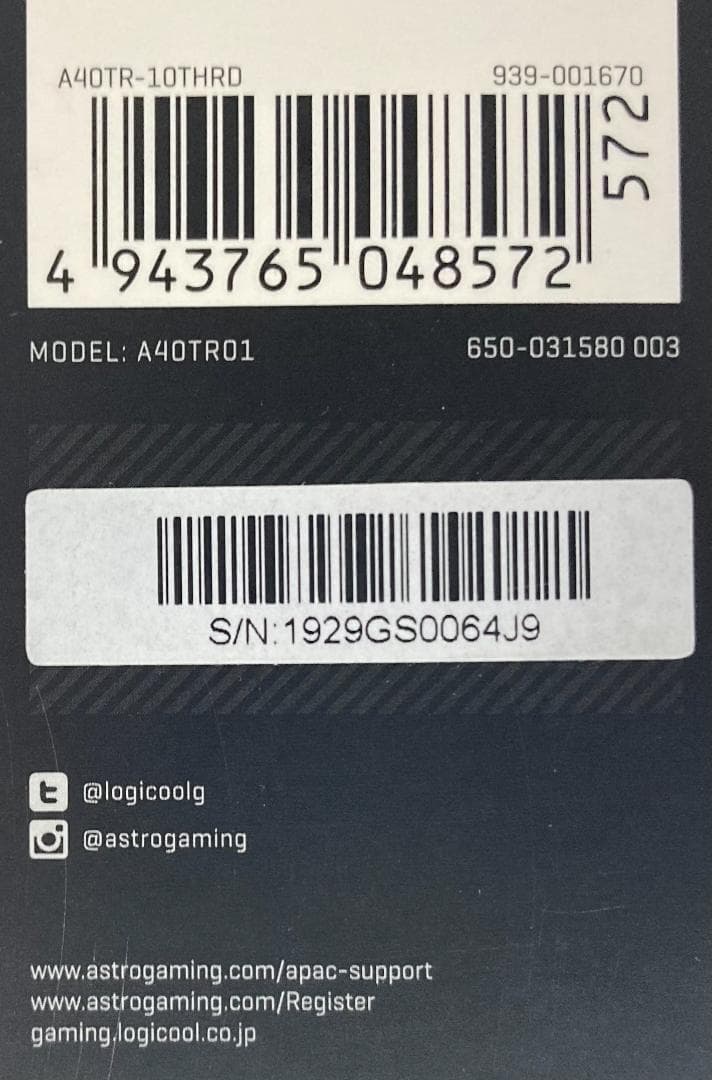 A40TR-10THRD 939-001670
572
4 943765 048572
MODEL: A40TR01 650-031580 003
S/N:1929GS0064J9
@logicoolg
@astrogaming
www.astrogaming.com/apac-support
www.astrogaming.com/Register
gaming.logicool.co.jp